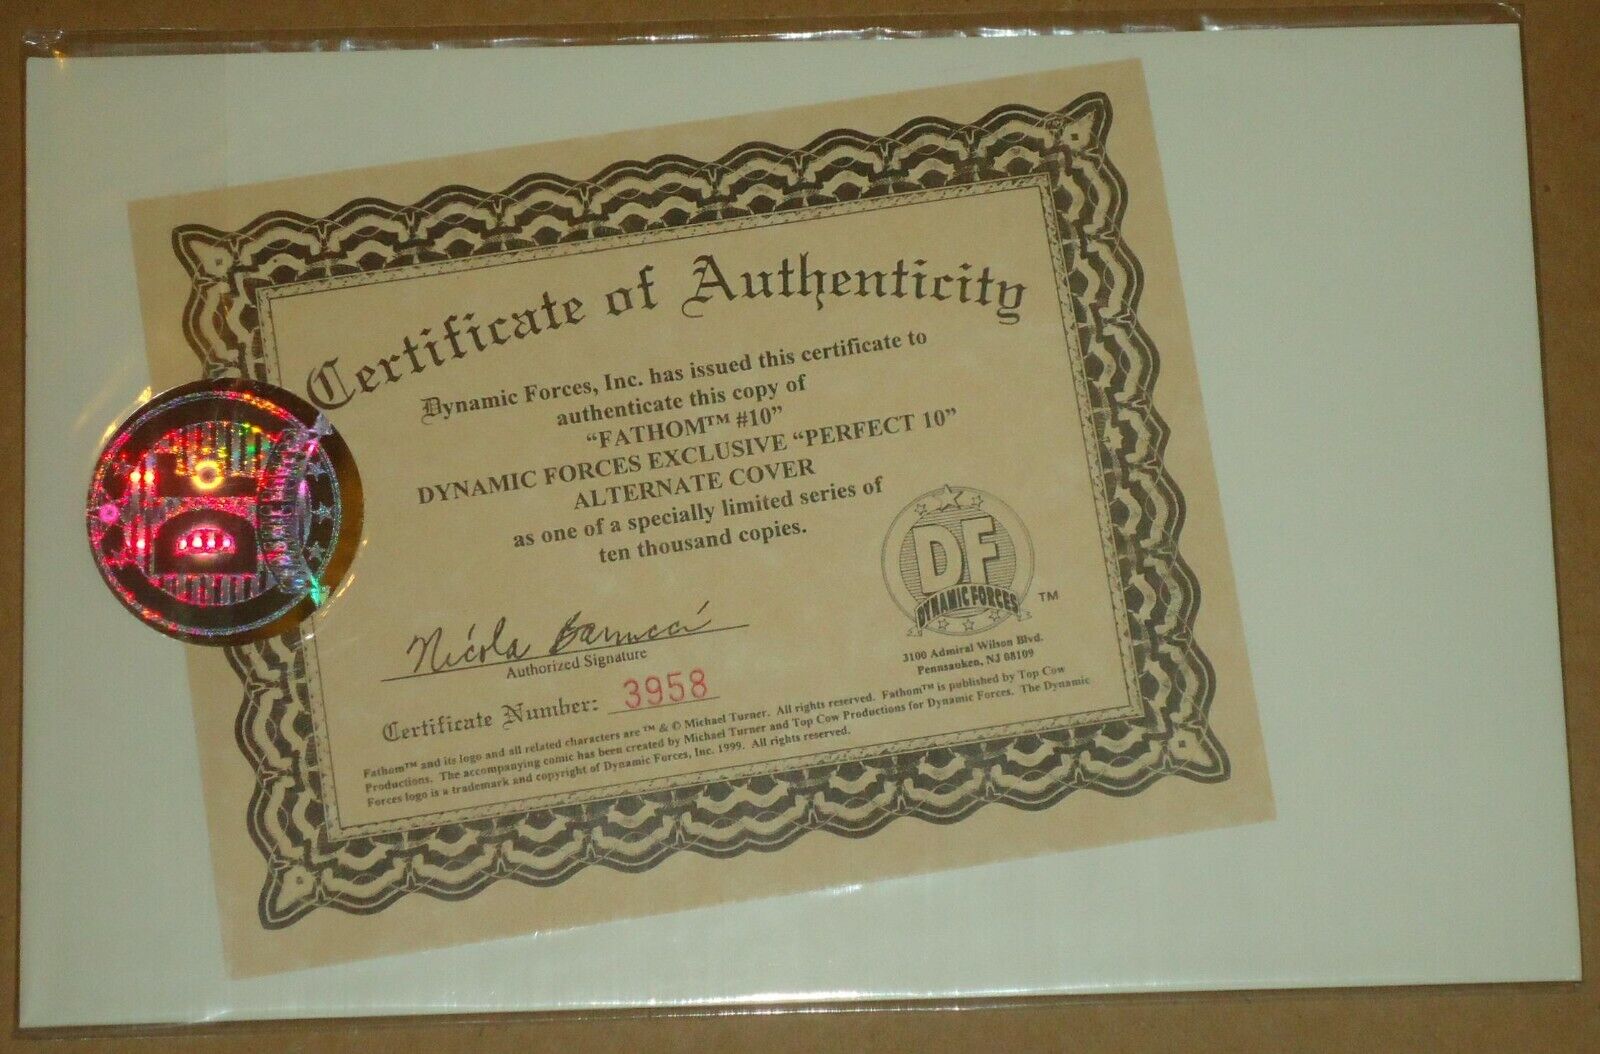 Certificate of Authenticity
Dynamic Forces, Inc. has issued this certificate to
authenticate this copy of
“FATHOM™ #10”
DYNAMIC FORCES EXCLUSIVE “PERFECT 10”
ALTERNATE COVER
as one of a specially limited series of
ten thousand copies.
DF
DYNAMIC FORCES
TM
Nicola Barrucci
Authorized Signature
3100 Admiral Wilson Blvd.
Pennsauken, NJ 08109
Certificate Number: 3958
Fathom™ and its logo and all related characters are ™ & © Michael Turner. All rights reserved. Fathom™ is published by Top Cow
Productions. The accompanying comic has been created by Michael Turner and Top Cow Productions for Dynamic Forces. The Dynamic
Forces logo is a trademark and copyright of Dynamic Forces, Inc. 1999. All rights reserved.